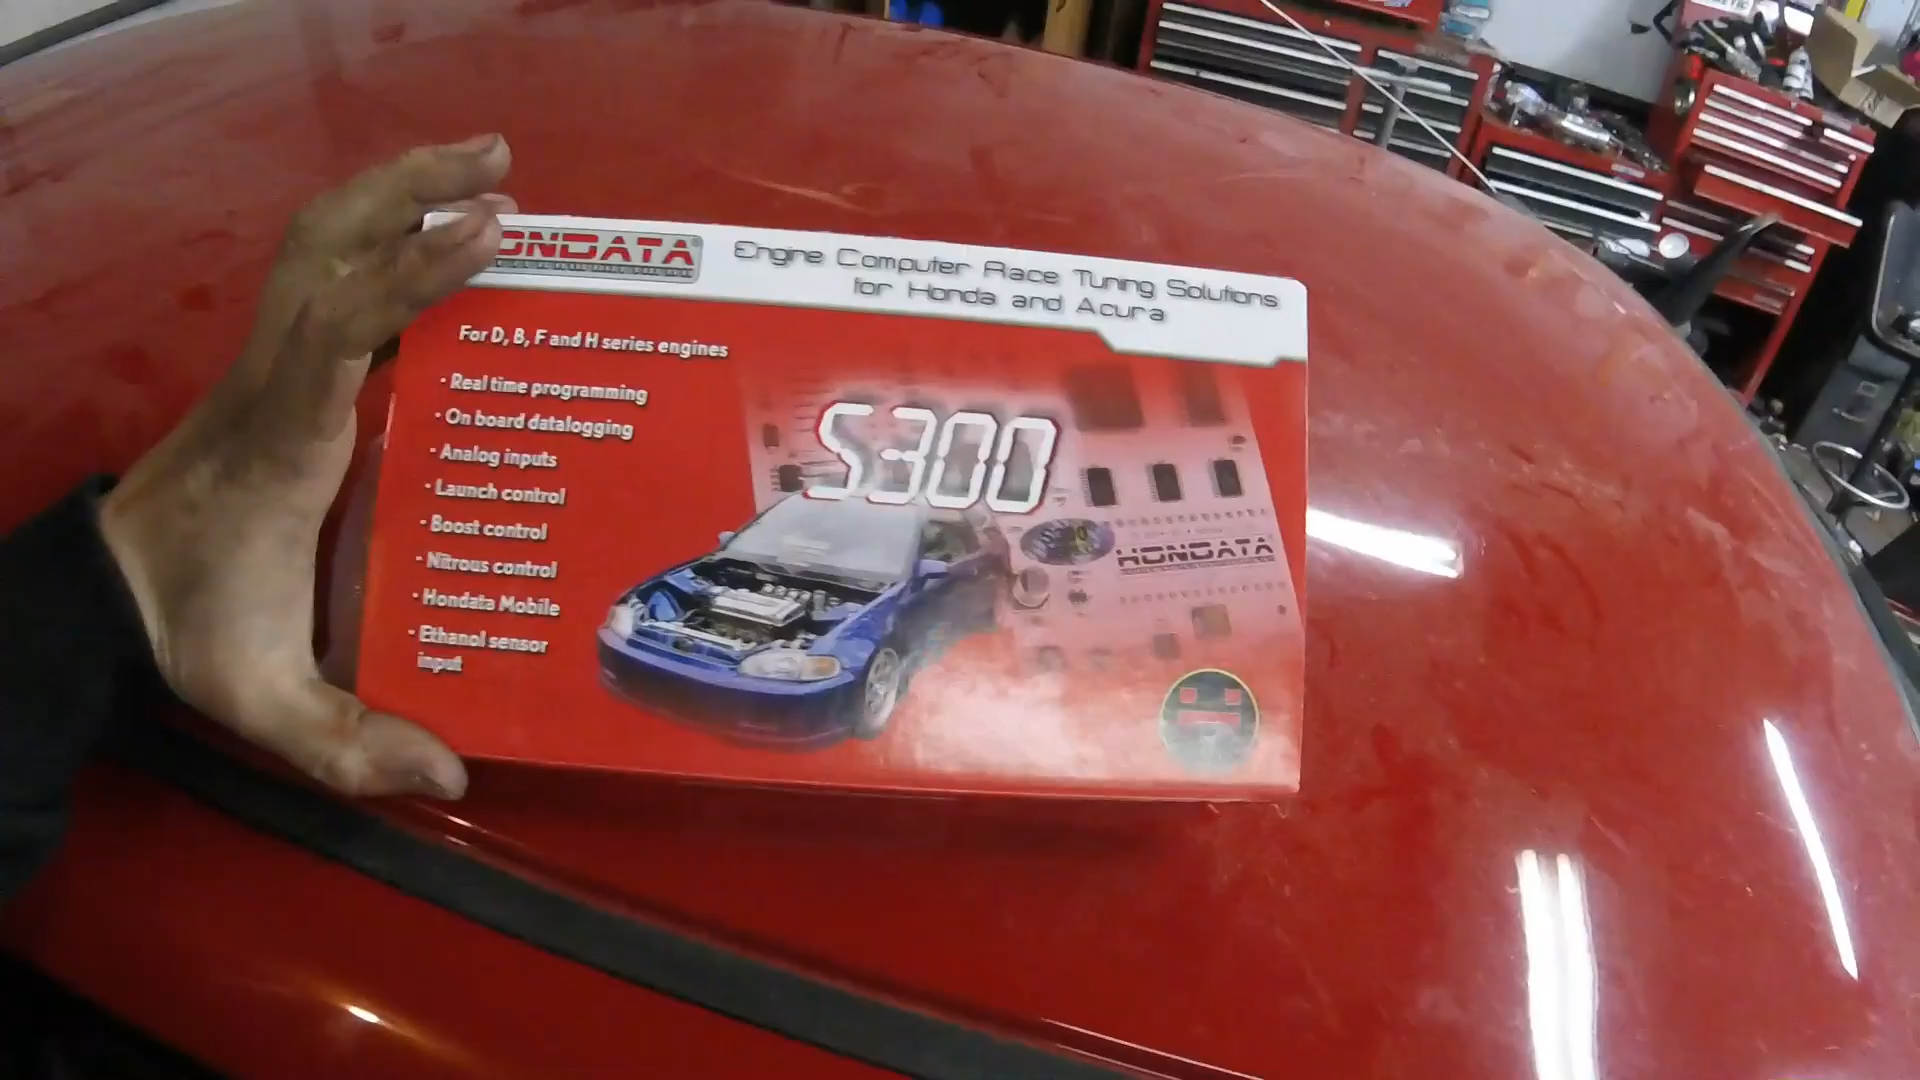 ONDATA
Engine Computer Race Tuning Solutions
for Honda and Acura
For D, B, F and H series engines
· Real time programming
· On board datalogging
· Analog inputs
· Launch control
· Boost control
· Nitrous control
· Hondata Mobile
· Ethanol sensor
input
S300
HONDATA